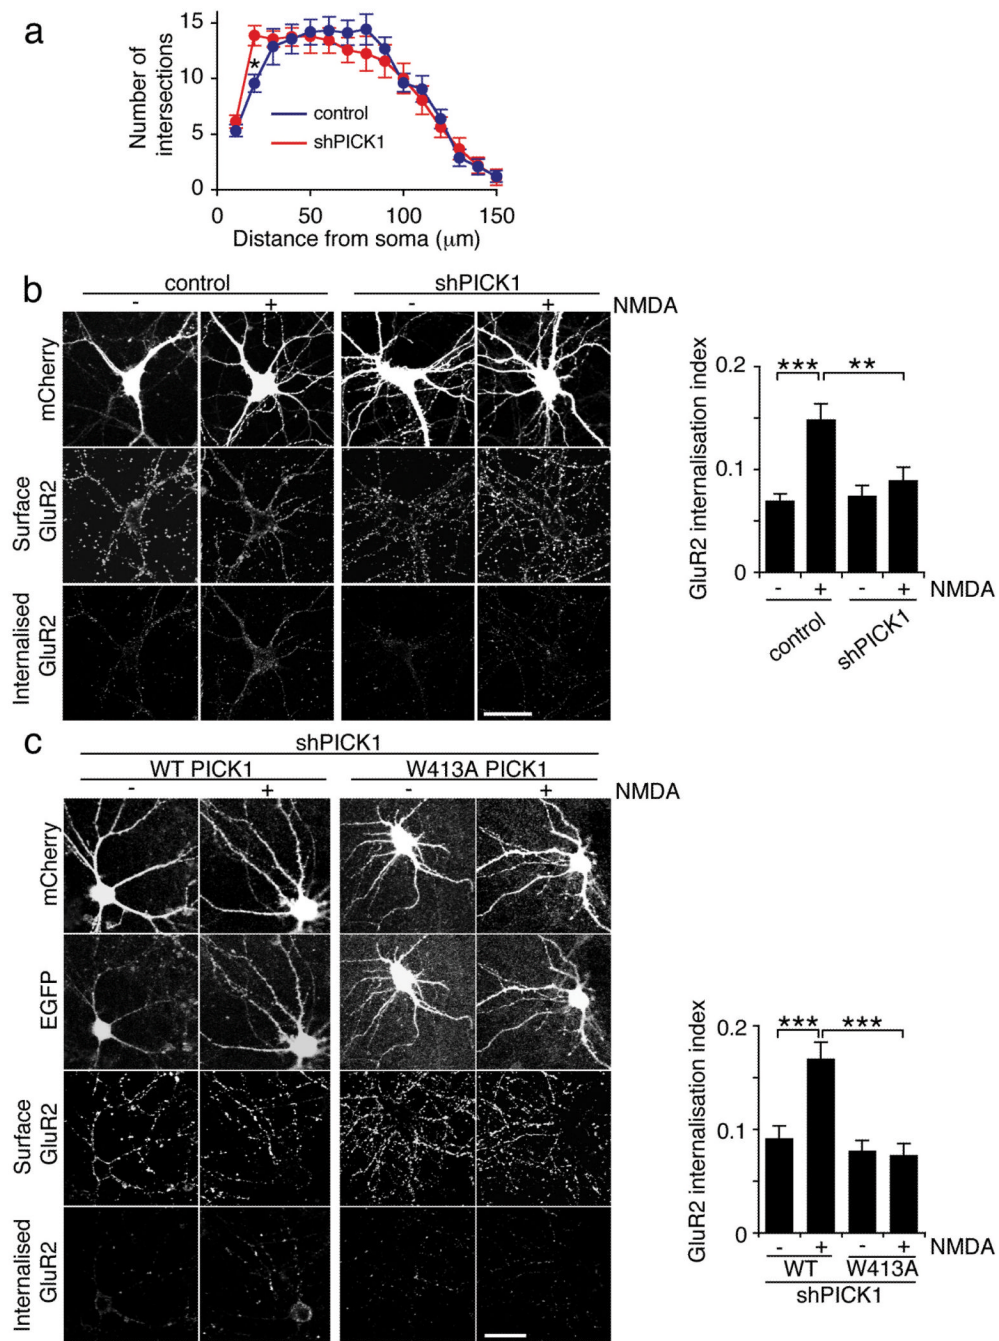 a
Number of
intersections
15
10
5
0
*
control
shPICK1
0 50 100 150
Distance from soma (μm)
b
control shPICK1
- + - + NMDA
mCherry
Surface
GluR2
Internalised
GluR2
GluR2 internalisation index
0.2
0.1
0
*** **
- + - + NMDA
control shPICK1
c
shPICK1
WT PICK1 W413A PICK1
- + - + NMDA
mCherry
EGFP
Surface
GluR2
Internalised
GluR2
GluR2 internalisation index
0.2
0.1
0
*** ***
- + - + NMDA
WT W413A
shPICK1